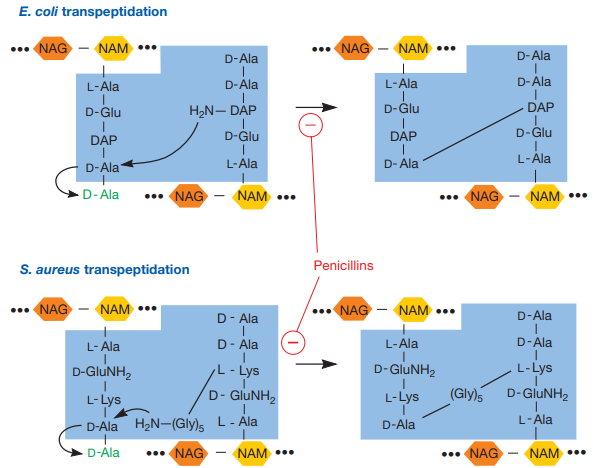 E. coli transpeptidation
••• NAG – NAM •••
L-Ala
D-Glu
DAP
D-Ala
D-Ala
D-Ala
D-Ala
H₂N— DAP
D-Glu
L-Ala
••• NAG – NAM •••
••• NAG – NAM •••
L-Ala
D-Glu
DAP
D-Ala
D-Ala
D-Ala
DAP
D-Glu
L-Ala
••• NAG – NAM •••
–
Penicillins
–
S. aureus transpeptidation
••• NAG – NAM •••
L-Ala
D-GluNH₂
L-Lys
D-Ala
D-Ala
H₂N—(Gly)₅
D - Ala
D - Ala
L - Lys
D- GluNH₂
L - Ala
••• NAG – NAM •••
••• NAG – NAM •••
L-Ala
D-GluNH₂
L-Lys
D-Ala
(Gly)₅
D-Ala
D-Ala
L-Lys
D-GluNH₂
L-Ala
••• NAG – NAM •••